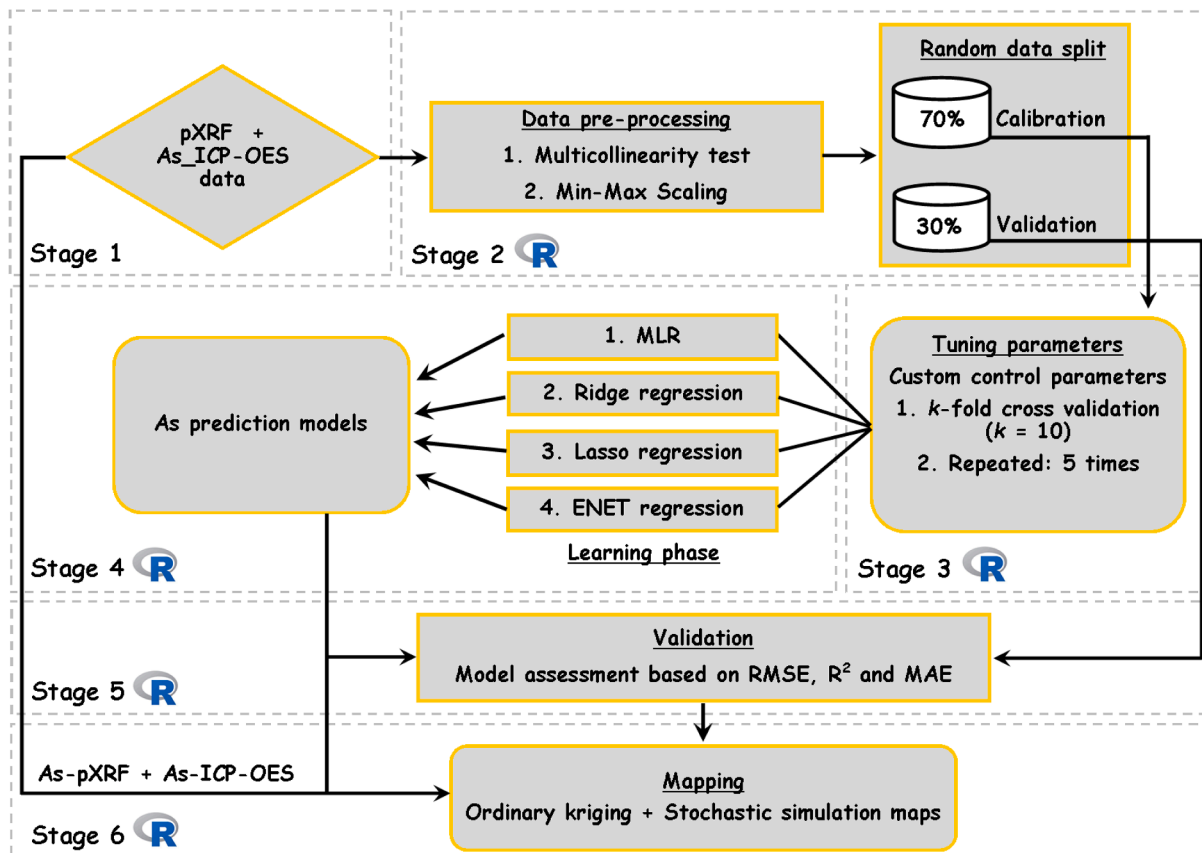 pXRF +
As_ICP-OES
data
Stage 1
Data pre-processing
1. Multicollinearity test
2. Min-Max Scaling
Stage 2 R
Random data split
70% Calibration
30% Validation
Tuning parameters
Custom control parameters
1. k-fold cross validation
(k = 10)
2. Repeated: 5 times
Stage 3 R
1. MLR
2. Ridge regression
3. Lasso regression
4. ENET regression
Learning phase
As prediction models
Stage 4 R
Validation
Model assessment based on RMSE, R² and MAE
Stage 5 R
As-pXRF + As-ICP-OES
Mapping
Ordinary kriging + Stochastic simulation maps
Stage 6 R